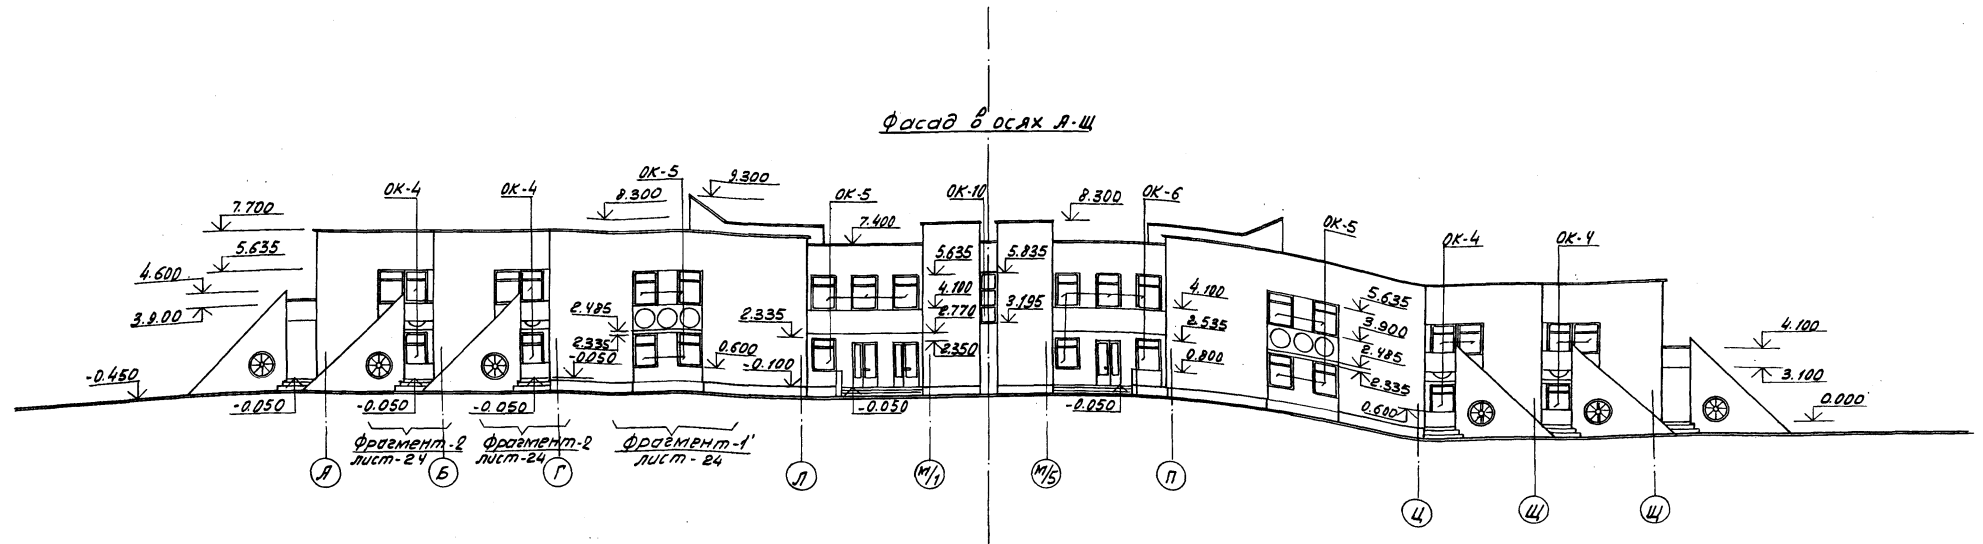 Фасад в осях А-Щ
ОК-4
ОК-4
ОК-5
9.300
8.300
ОК-5
ОК-10
8.300
ОК-6
ОК-5
ОК-4
ОК-4
7.700
5.635
4.600
3.900
-0.450
7.400
5.635
4.100
2.770
2.350
5.835
3.195
2.485
2.335
-0.050
0.600
2.335
-0.100
4.100
2.535
0.800
5.635
3.900
2.485
2.335
0.600
4.100
3.100
0.000
-0.050
-0.050
-0.050
-0.050
-0.050
Фрагмент-2
лист-24
Фрагмент-2
лист-24
Фрагмент-1'
лист-24
А
Б
Г
Л
М/1
М/5
П
Ц
Щ
Щ